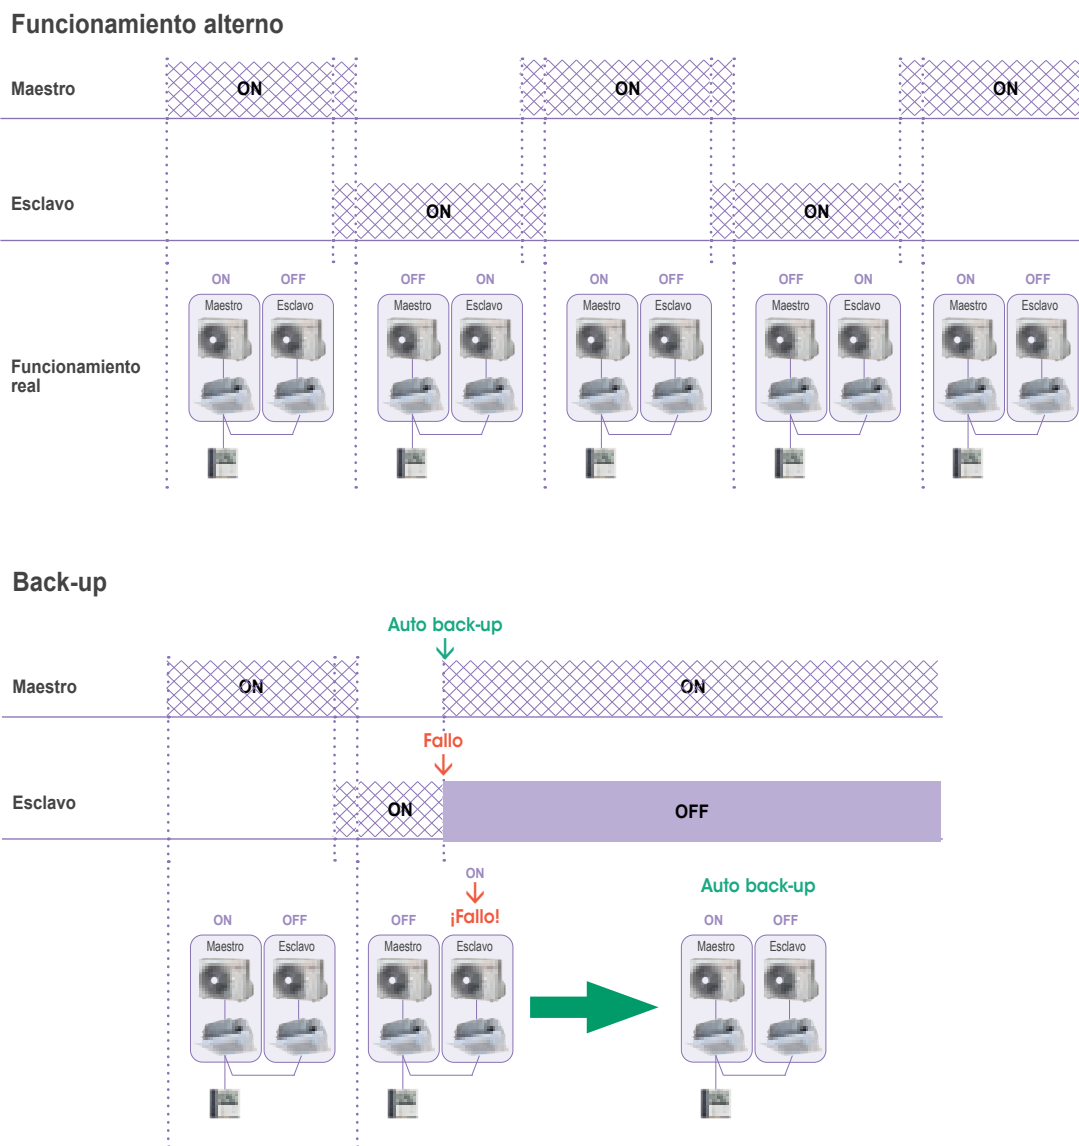 Funcionamiento alterno
Maestro
ON
ON
ON
Esclavo
ON
ON
ON OFF OFF ON ON OFF OFF ON ON OFF
Maestro Esclavo Maestro Esclavo Maestro Esclavo Maestro Esclavo Maestro Esclavo
Funcionamiento
real
Back-up
Auto back-up
Maestro
ON
ON
Fallo
Esclavo
ON
OFF
ON
Auto back-up
ON OFF OFF ¡Fallo! ON OFF
Maestro Esclavo Maestro Esclavo Maestro Esclavo